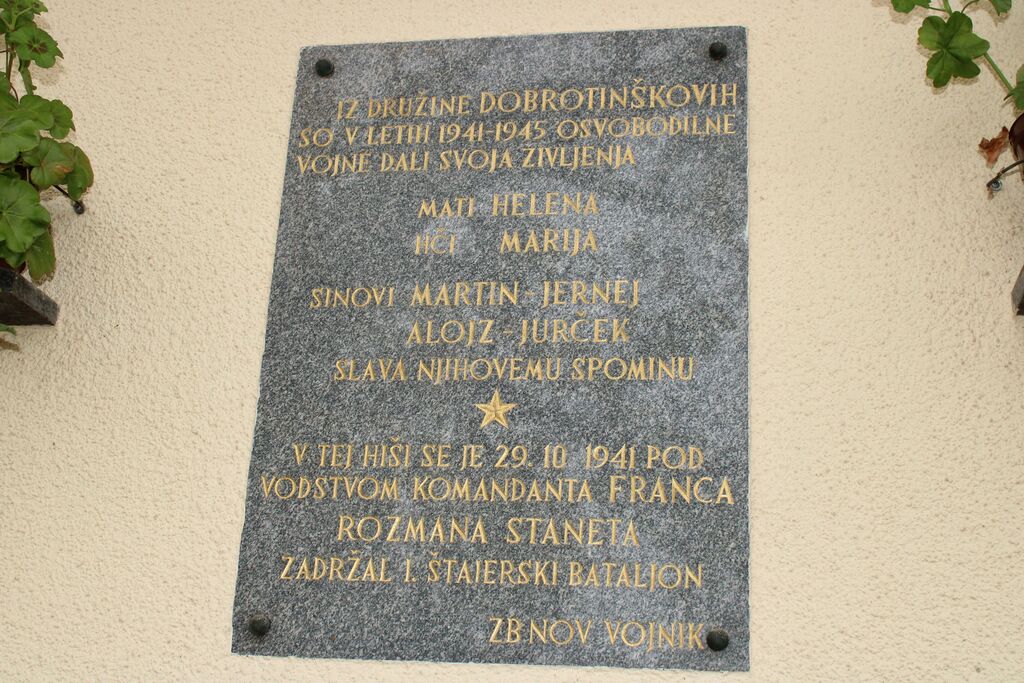 IZ DRUŽINE DOBROTINŠKOVIH
SO V LETIH 1941-1945 OSVOBODILNE
VOJNE DALI SVOJA ŽIVLJENJA
MATI HELENA
HČI MARIJA
SINOVI MARTIN-JERNEJ
ALOJZ-JURČEK
SLAVA NJIHOVEMU SPOMINU
V TEJ HIŠI SE JE 29. 10 1941 POD
VODSTVOM KOMANDANTA FRANCA
ROZMANA STANETA
ZADRŽAL I. ŠTAJERSKI BATALJON
ZB NOV VOJNIK